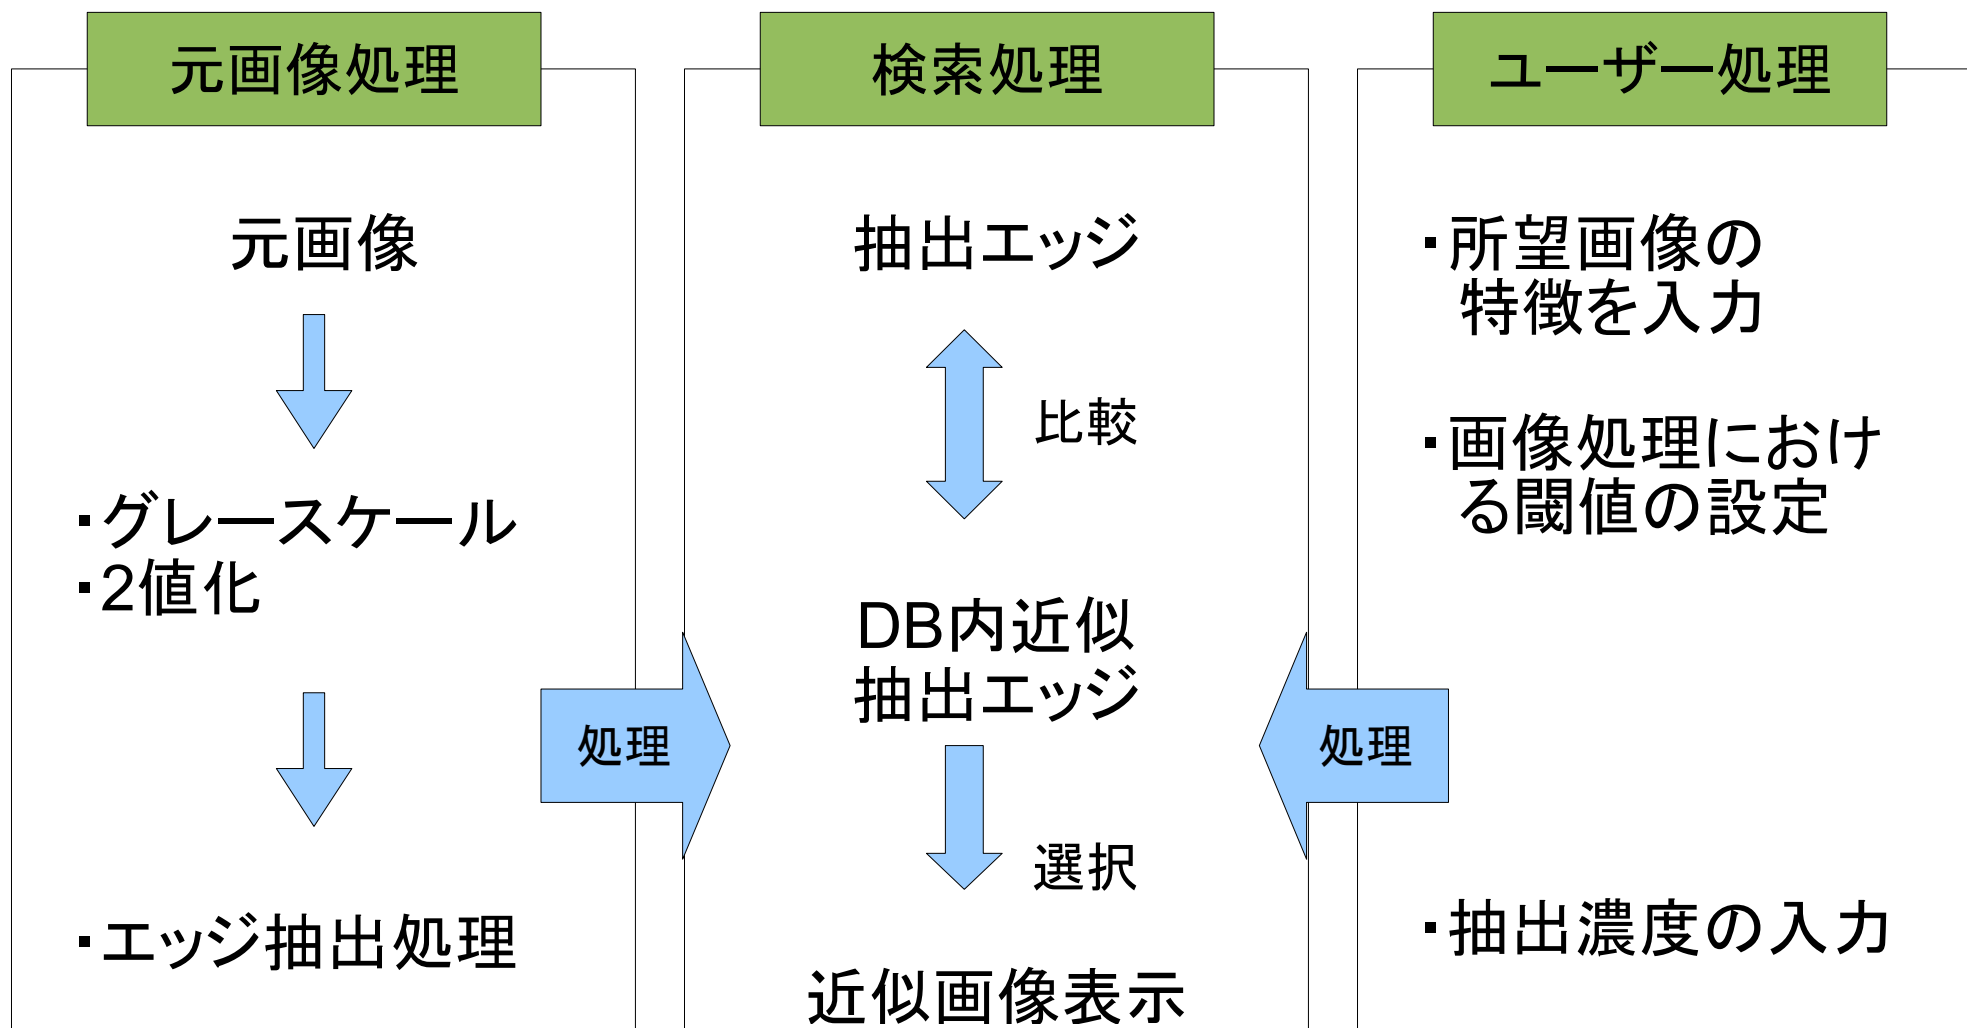 元画像処理
元画像
・グレースケール
・2値化
・エッジ抽出処理
処理
検索処理
抽出エッジ
比較
DB内近似
抽出エッジ
選択
近似画像表示
処理
ユーザー処理
・所望画像の
特徴を入力
・画像処理におけ
る閾値の設定
・抽出濃度の入力